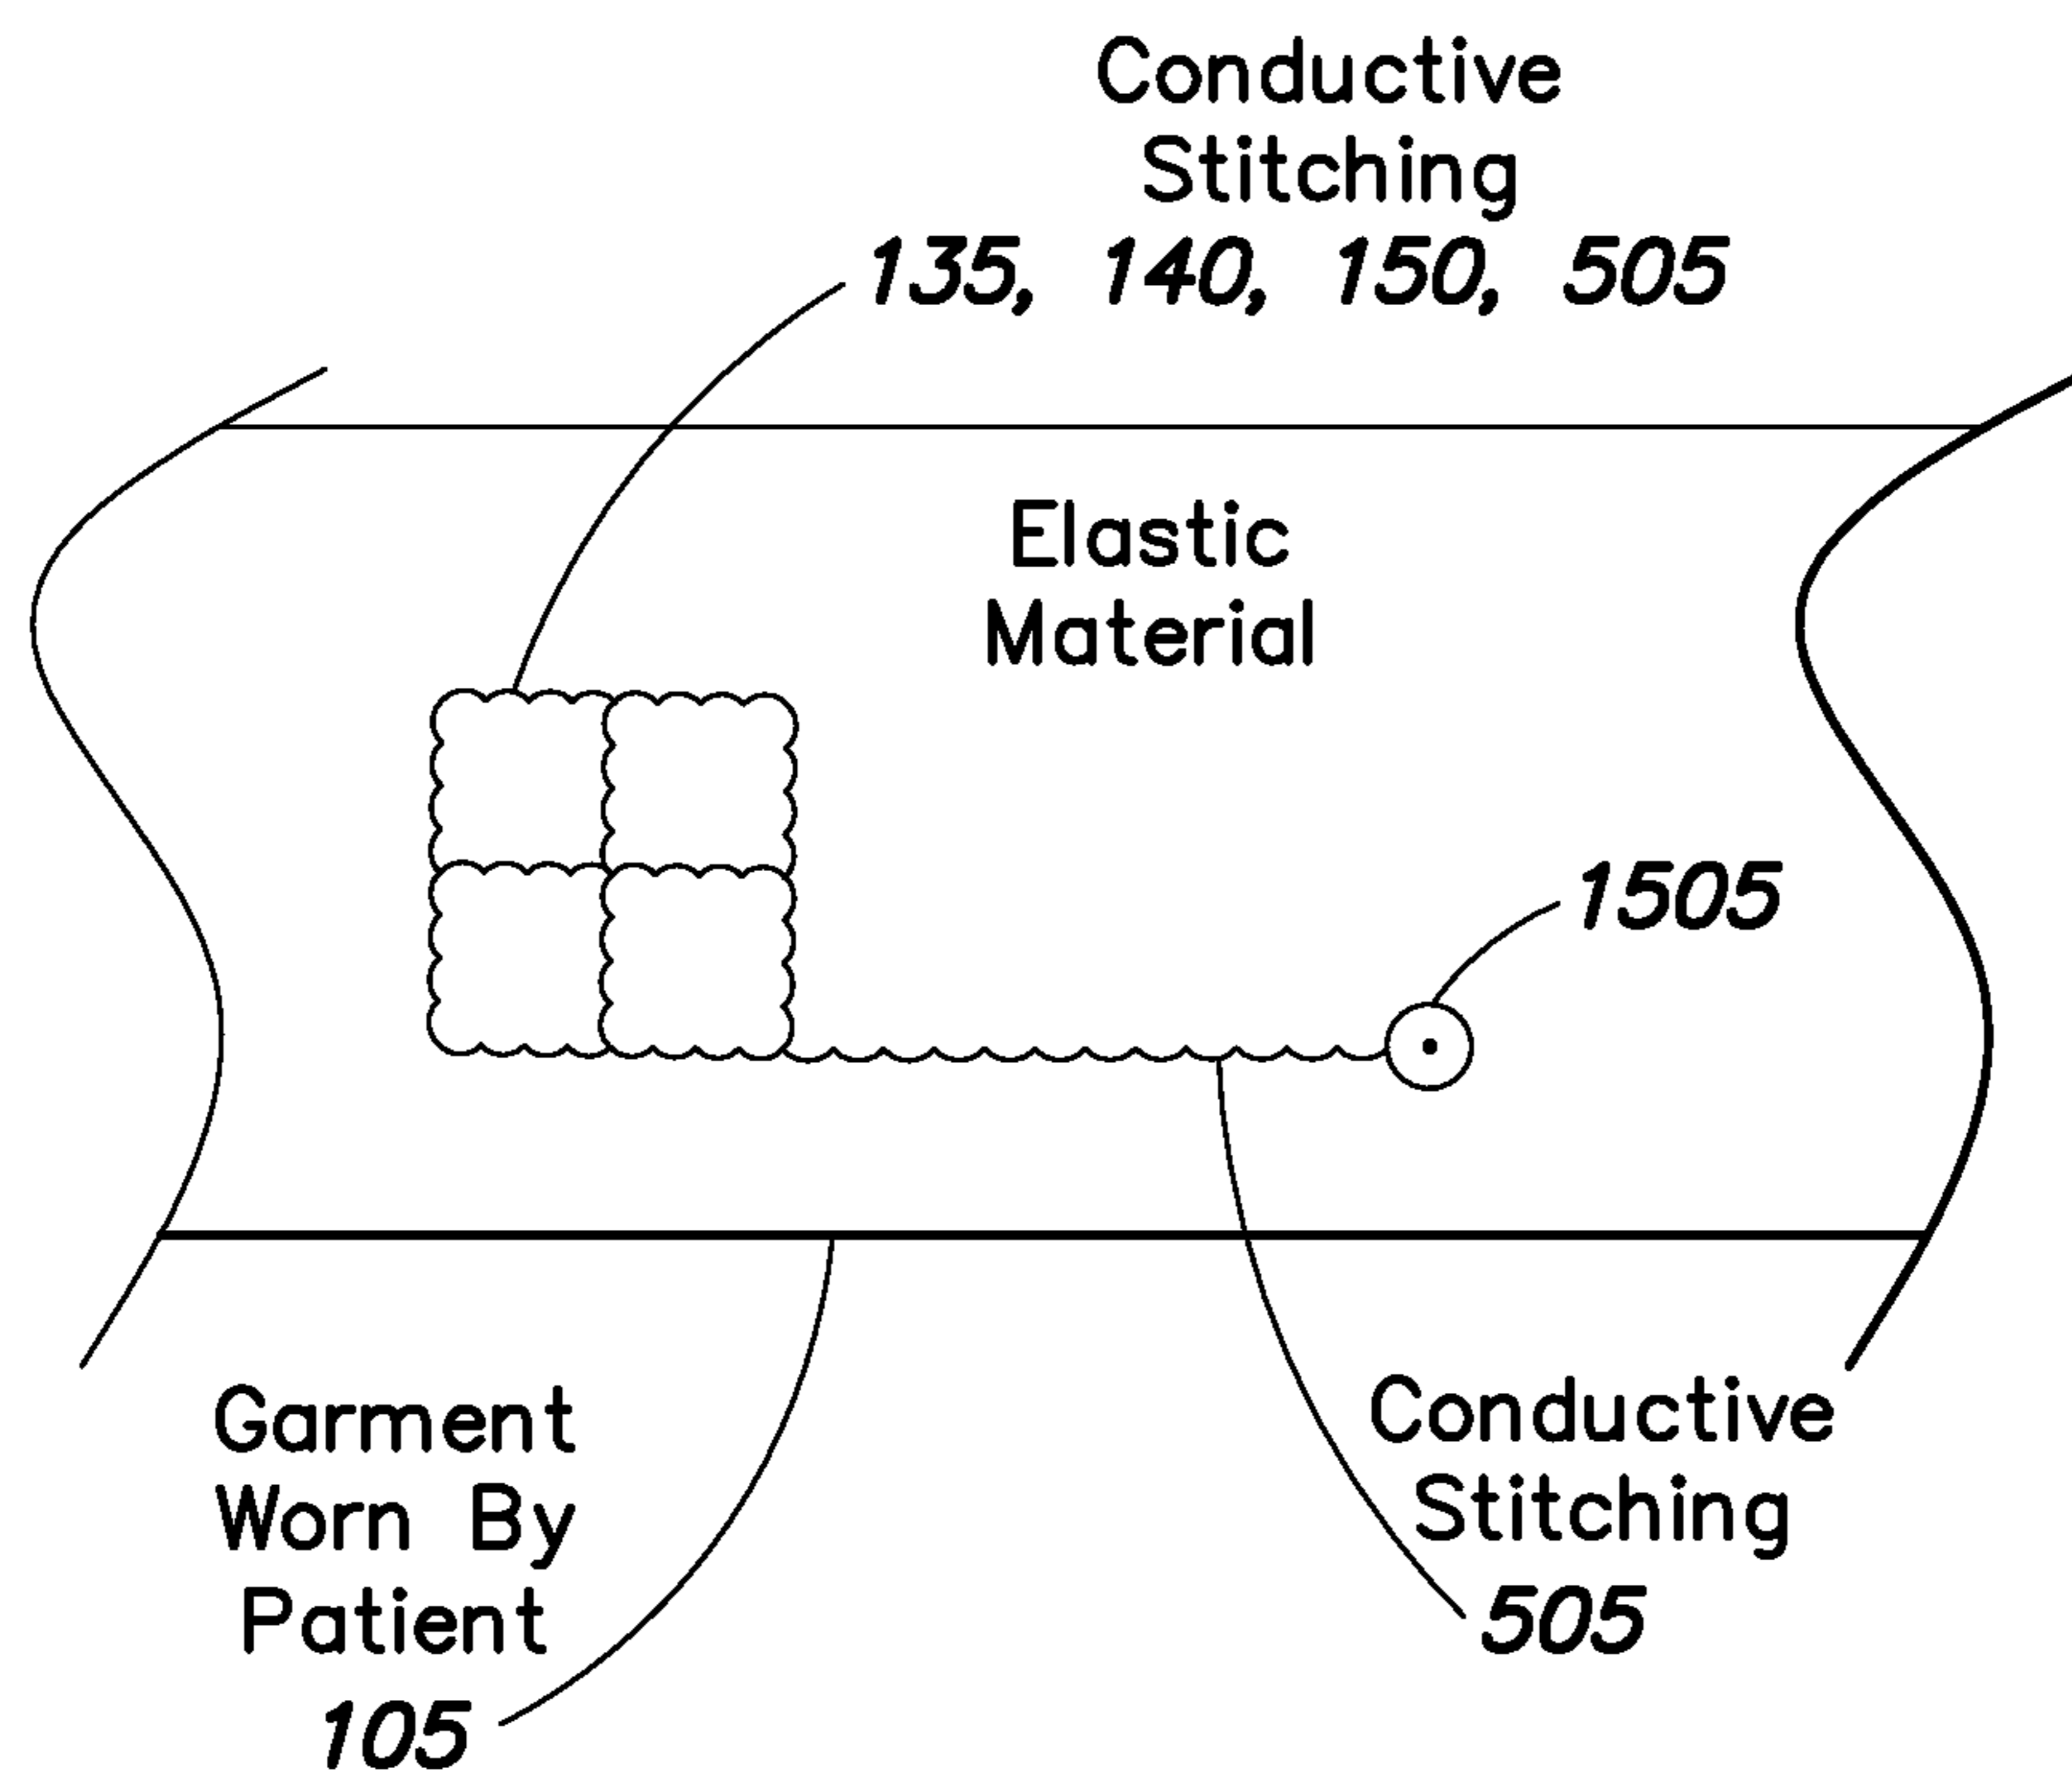 Conductive
Stitching
135, 140, 150, 505
Elastic
Material
1505
Garment
Worn By
Patient
105
Conductive
Stitching
505